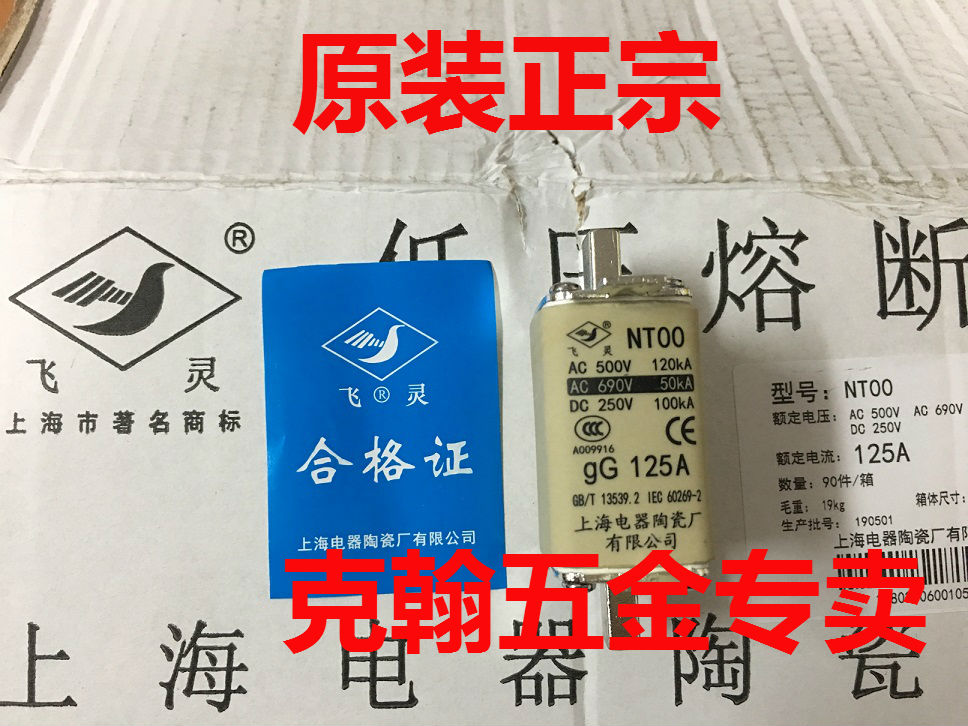 原装正宗
低压熔断
®
飞灵
上海市著名商标
飞®灵
合格证
上海电器陶瓷厂有限公司
®
飞灵
NT00
AC 500V 120kA
AC 690V 50kA
DC 250V 100kA
CCC
CE
A009916
gG 125A
GB/T 13539.2 IEC 60269-2
上海电器陶瓷厂
有限公司
型号: NT00
额定电压: AC 500V AC 690V
DC 250V
额定电流: 125A
数量: 90件/箱
毛重: 19kg 箱体尺寸:
生产批号: 190501
上海电器陶瓷厂有限
克翰五金专卖
上海电器陶瓷